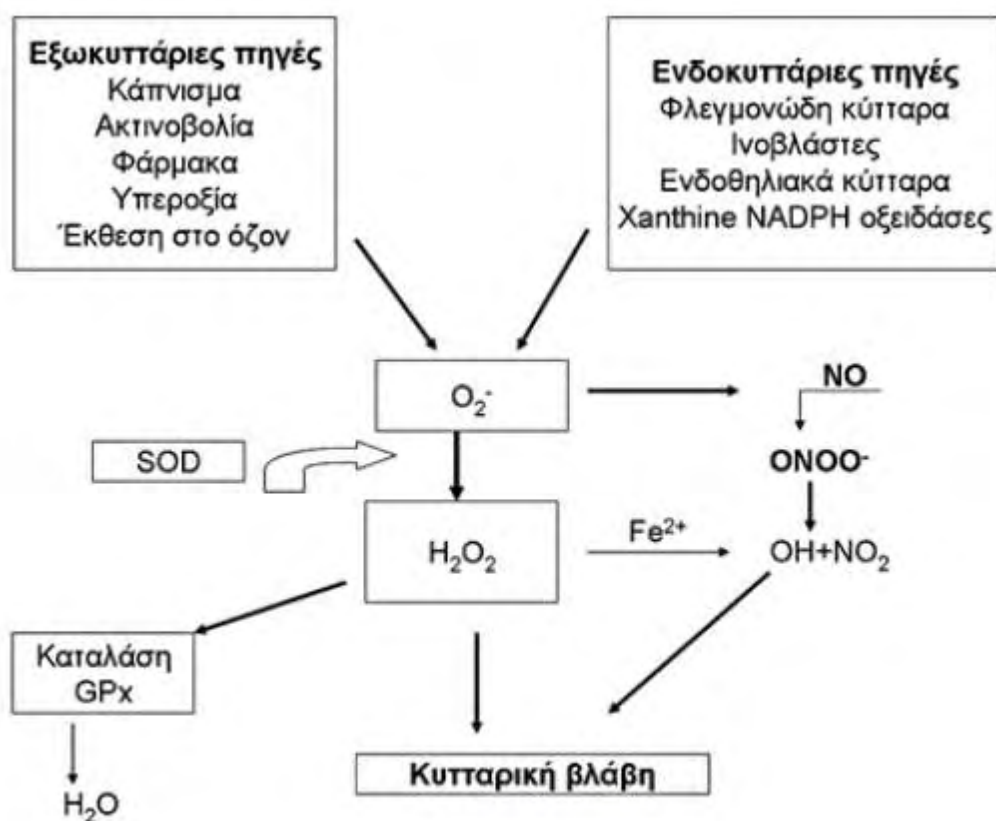 Εξωκυττάριες πηγές
Κάπνισμα
Ακτινοβολία
Φάρμακα
Υπεροξία
Έκθεση στο όζον
Ενδοκυττάριες πηγές
Φλεγμονώδη κύτταρα
Ινοβλάστες
Ενδοθηλιακά κύτταρα
Xanthine NADPH οξειδάσες
O₂⁻
NO
SOD
ONOO⁻
H₂O₂
Fe²⁺
OH+NO₂
Καταλάση
GPx
Κυτταρική βλάβη
H₂O